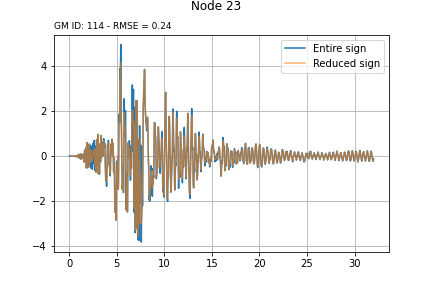 Node 23
GM ID: 114 - RMSE = 0.24
Entire sign
Reduced sign
4
2
0
−2
−4
0 5 10 15 20 25 30